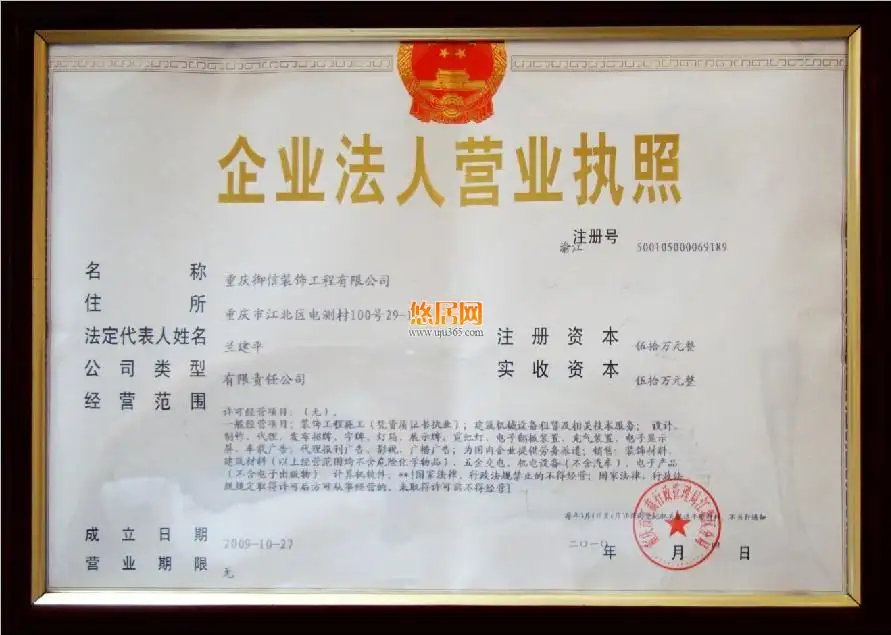 企业法人营业执照
注册号
渝江 500105000069189
名称 重庆御信装饰工程有限公司
住所 重庆市江北区电测村100号29-
悠居网
www.uju365.com
法定代表人姓名 兰建平
注册资本 伍拾万元整
公司类型 有限责任公司
实收资本 伍拾万元整
经营范围
许可经营项目:(无)。
一般经营项目:装饰工程施工(凭资质证书执业);建筑机械设备租赁及相关技术服务;设计、
制作、代理、发布招牌、字牌、灯箱、展示牌、霓虹灯、电子翻板装置、充气装置、电子显示
屏、车载广告、代理报刊广告、影视、广播广告;为国内企业提供劳务派遣;销售:装饰材料、
建筑材料(以上经营范围均不含危险化学物品)、五金交电、机电设备(不含汽车)、电子产品
(不含电子出版物)、计算机软件。**[国家法律、行政法规禁止的不得经营;国家法律、行政法
规规定取得许可后方可从事经营的,未取得许可前不得经营]
成立日期 2009-10-27
营业期限 无
二〇一〇年 月 日